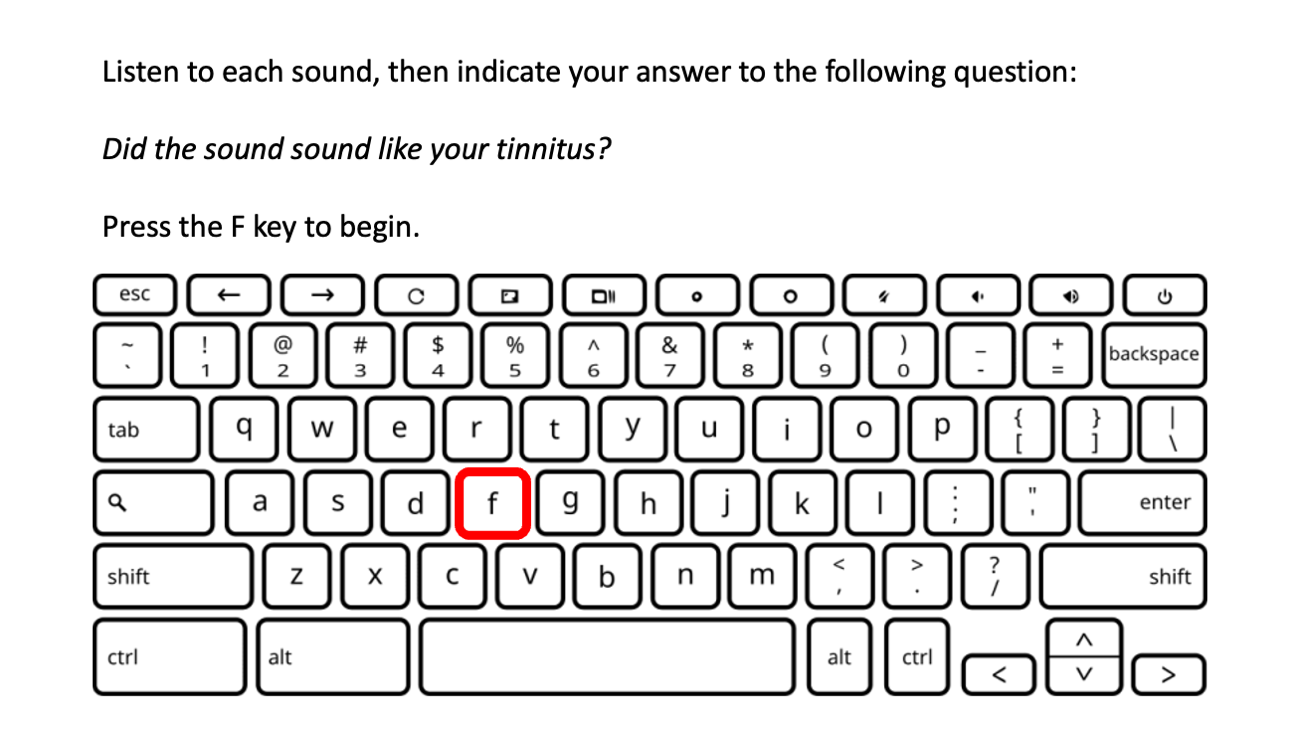 Listen to each sound, then indicate your answer to the following question:
Did the sound sound like your tinnitus?
Press the F key to begin.
esc ← →
~ ! @ # $ % ^ & * ( ) _ +
` 1 2 3 4 5 6 7 8 9 0 - = backspace
tab q w e r t y u i o p { [ } ] | \
a s d f g h j k l : ; " ' enter
shift z x c v b n m < , > . ? / shift
ctrl alt alt ctrl < ^ v >